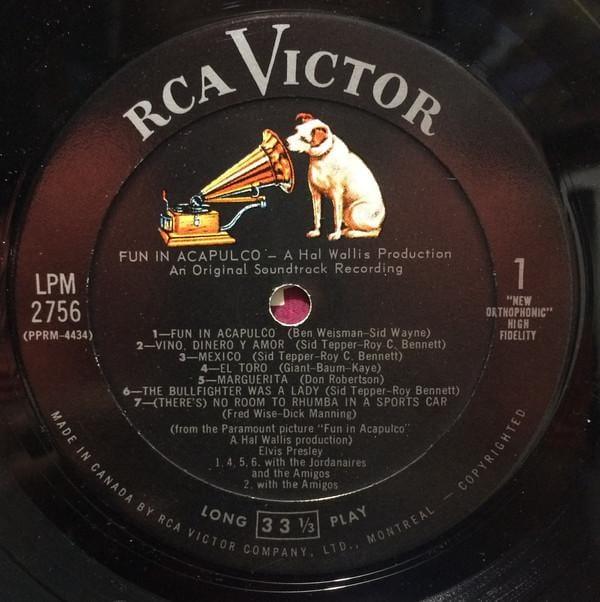 RCA VICTOR
FUN IN ACAPULCO – A Hal Wallis Production
An Original Soundtrack Recording
LPM
2756
(PPRM–4434)
1
"NEW
ORTHOPHONIC"
HIGH
FIDELITY
1–FUN IN ACAPULCO (Ben Weisman–Sid Wayne)
2–VINO, DINERO Y AMOR (Sid Tepper–Roy C. Bennett)
3–MEXICO (Sid Tepper–Roy C. Bennett)
4–EL TORO (Giant–Baum–Kaye)
5–MARGUERITA (Don Robertson)
6–THE BULLFIGHTER WAS A LADY (Sid Tepper–Roy Bennett)
7–(THERE'S) NO ROOM TO RHUMBA IN A SPORTS CAR
(Fred Wise–Dick Manning)
(from the Paramount picture "Fun in Acapulco"
A Hal Wallis production)
Elvis Presley
1, 4, 5, 6. with the Jordanaires
and the Amigos
2. with the Amigos
LONG 33 1/3 PLAY
MADE IN CANADA BY RCA VICTOR COMPANY, LTD., MONTREAL – COPYRIGHTED